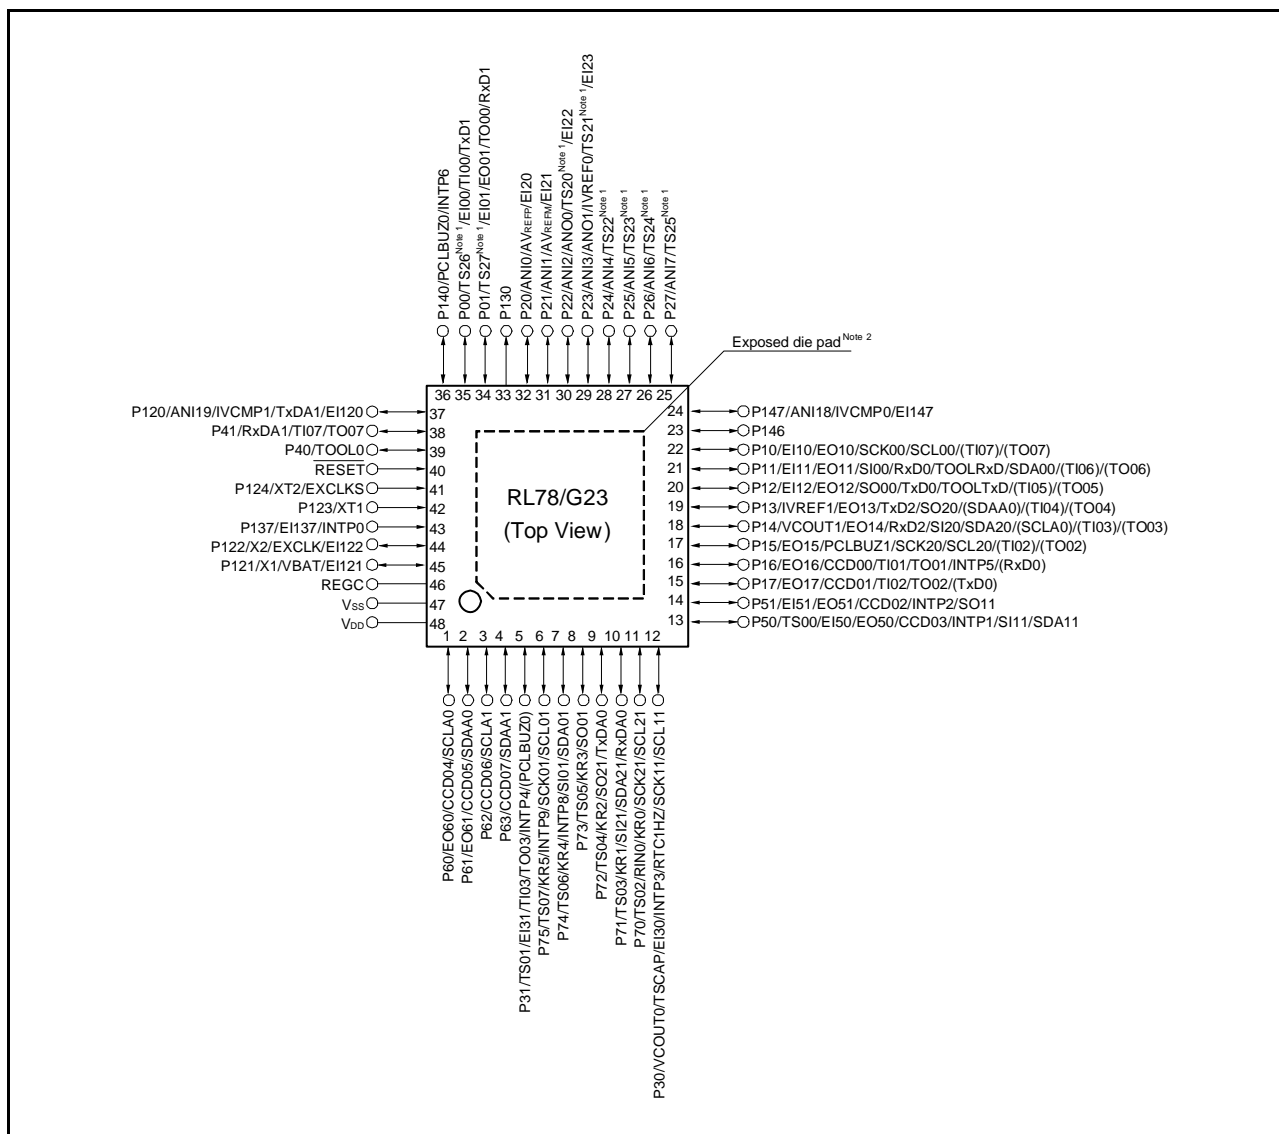 P140/PCLBUZ0/INTP6
P00/TS26Note 1/EI00/TI00/TxD1
P01/TS27Note 1/EI01/EO01/TO00/RxD1
P130
P20/ANI0/AVREFP/EI20
P21/ANI1/AVREFM/EI21
P22/ANI2/ANO0/TS20Note 1/EI22
P23/ANI3/ANO1/IVREF0/TS21Note 1/EI23
P24/ANI4/TS22Note 1
P25/ANI5/TS23Note 1
P26/ANI6/TS24Note 1
P27/ANI7/TS25Note 1
Exposed die pad Note 2
36 35 34 33 32 31 30 29 28 27 26 25
P120/ANI19/IVCMP1/TxDA1/EI120 37
P41/RxDA1/TI07/TO07 38
P40/TOOL0 39
RESET 40
P124/XT2/EXCLKS 41
P123/XT1 42
P137/EI137/INTP0 43
P122/X2/EXCLK/EI122 44
P121/X1/VBAT/EI121 45
REGC 46
VSS 47
VDD 48
RL78/G23
(Top View)
24 P147/ANI18/IVCMP0/EI147
23 P146
22 P10/EI10/EO10/SCK00/SCL00/(TI07)/(TO07)
21 P11/EI11/EO11/SI00/RxD0/TOOLRxD/SDA00/(TI06)/(TO06)
20 P12/EI12/EO12/SO00/TxD0/TOOLTxD/(TI05)/(TO05)
19 P13/IVREF1/EO13/TxD2/SO20/(SDAA0)/(TI04)/(TO04)
18 P14/VCOUT1/EO14/RxD2/SI20/SDA20/(SCLA0)/(TI03)/(TO03)
17 P15/EO15/PCLBUZ1/SCK20/SCL20/(TI02)/(TO02)
16 P16/EO16/CCD00/TI01/TO01/INTP5/(RxD0)
15 P17/EO17/CCD01/TI02/TO02/(TxD0)
14 P51/EI51/EO51/CCD02/INTP2/SO11
13 P50/TS00/EI50/EO50/CCD03/INTP1/SI11/SDA11
1 2 3 4 5 6 7 8 9 10 11 12
P60/EO60/CCD04/SCLA0
P61/EO61/CCD05/SDAA0
P62/CCD06/SCLA1
P63/CCD07/SDAA1
P31/TS01/EI31/TI03/TO03/INTP4/(PCLBUZ0)
P75/TS07/KR5/INTP9/SCK01/SCL01
P74/TS06/KR4/INTP8/SI01/SDA01
P73/TS05/KR3/SO01
P72/TS04/KR2/SO21/TxDA0
P71/TS03/KR1/SI21/SDA21/RxDA0
P70/TS02/RIN0/KR0/SCK21/SCL21
P30/VCOUT0/TSCAP/EI30/INTP3/RTC1HZ/SCK11/SCL11